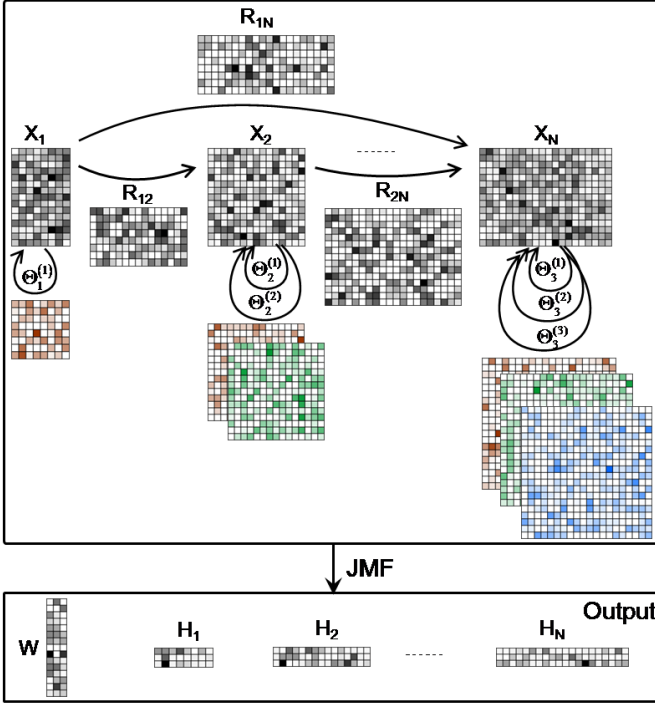 R1N
X1 X2 ------ XN
R12 R2N
Θ1(1) Θ2(1) Θ3(1)
Θ2(2) Θ3(2)
Θ3(3)
JMF
Output
W H1 H2 ------ HN